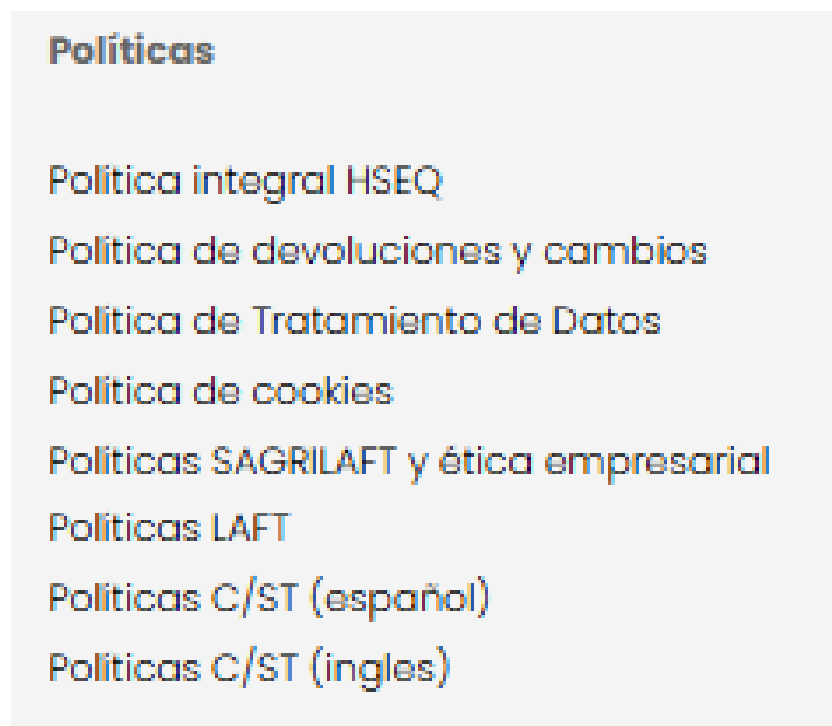 Políticas
Politica integral HSEQ
Politica de devoluciones y cambios
Politica de Tratamiento de Datos
Politica de cookies
Politicas SAGRILAFT y ética empresarial
Politicas LAFT
Politicas C/ST (español)
Politicas C/ST (ingles)